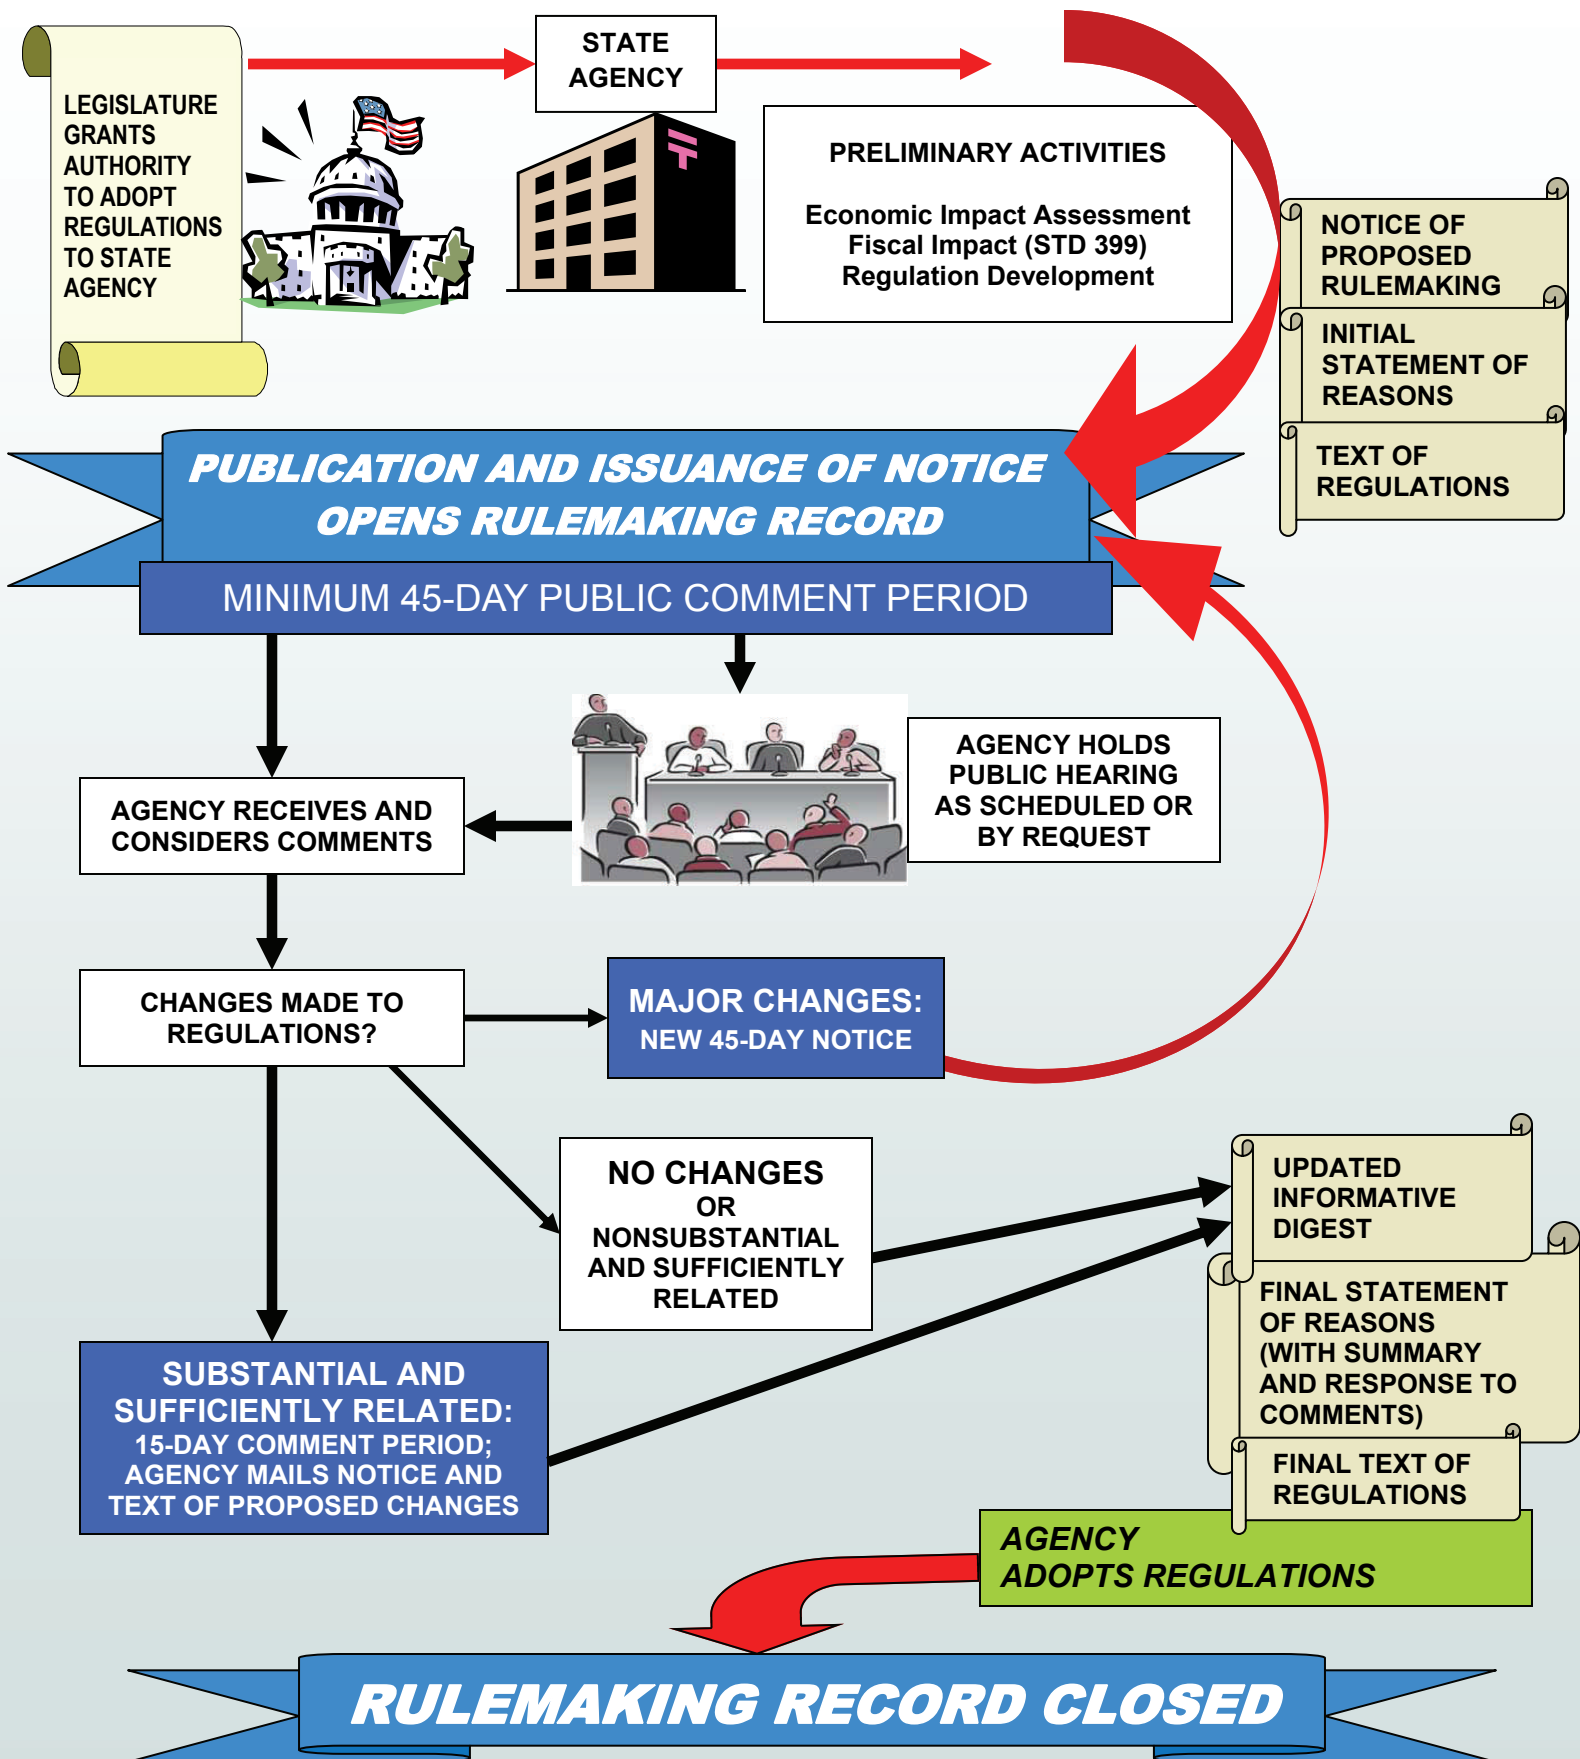 LEGISLATURE
GRANTS
AUTHORITY
TO ADOPT
REGULATIONS
TO STATE
AGENCY
STATE
AGENCY
PRELIMINARY ACTIVITIES
Economic Impact Assessment
Fiscal Impact (STD 399)
Regulation Development
NOTICE OF
PROPOSED
RULEMAKING
INITIAL
STATEMENT OF
REASONS
TEXT OF
REGULATIONS
PUBLICATION AND ISSUANCE OF NOTICE
OPENS RULEMAKING RECORD
MINIMUM 45-DAY PUBLIC COMMENT PERIOD
AGENCY HOLDS
PUBLIC HEARING
AS SCHEDULED OR
BY REQUEST
AGENCY RECEIVES AND
CONSIDERS COMMENTS
CHANGES MADE TO
REGULATIONS?
MAJOR CHANGES:
NEW 45-DAY NOTICE
NO CHANGES
OR
NONSUBSTANTIAL
AND SUFFICIENTLY
RELATED
SUBSTANTIAL AND
SUFFICIENTLY RELATED:
15-DAY COMMENT PERIOD;
AGENCY MAILS NOTICE AND
TEXT OF PROPOSED CHANGES
UPDATED
INFORMATIVE
DIGEST
FINAL STATEMENT
OF REASONS
(WITH SUMMARY
AND RESPONSE TO
COMMENTS)
FINAL TEXT OF
REGULATIONS
AGENCY
ADOPTS REGULATIONS
RULEMAKING RECORD CLOSED